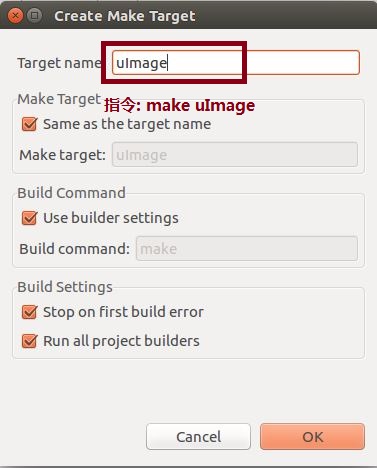 Create Make Target
Target name: uImage
Make Target
指令: make uImage
Same as the target name
Make target: uImage
Build Command
Use builder settings
Build command: make
Build Settings
Stop on first build error
Run all project builders
Cancel OK